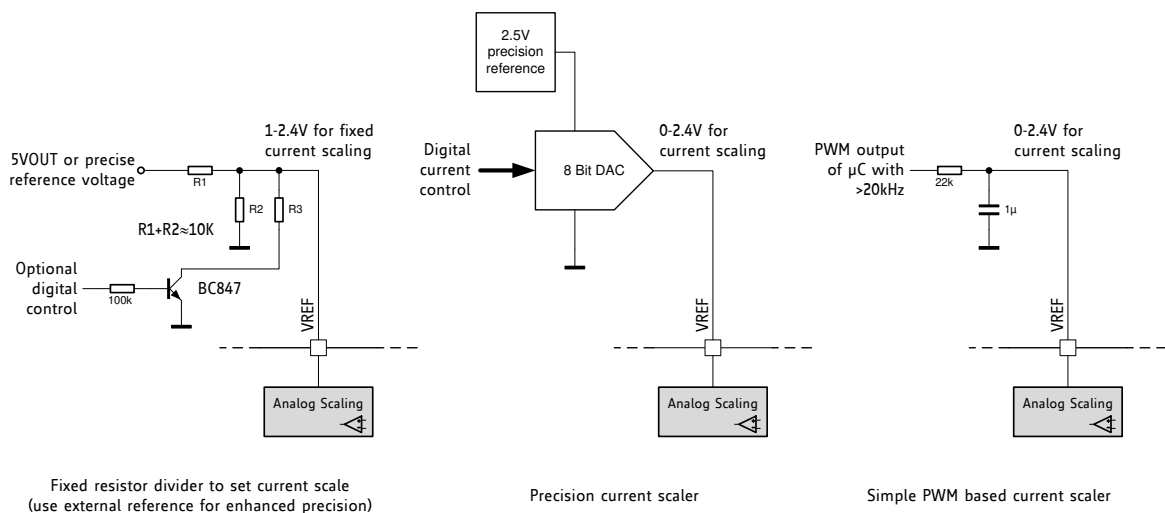 1-2.4V for fixed
current scaling
5VOUT or precise
reference voltage
R1
R2
R3
R1+R2≈10K
Optional
digital
control
100k
BC847
VREF
Analog Scaling
Fixed resistor divider to set current scale
(use external reference for enhanced precision)
2.5V
precision
reference
0-2.4V for
current scaling
Digital
current
control
8 Bit DAC
VREF
Analog Scaling
Precision current scaler
0-2.4V for
current scaling
PWM output
of µC with
>20kHz
22k
1µ
VREF
Analog Scaling
Simple PWM based current scaler